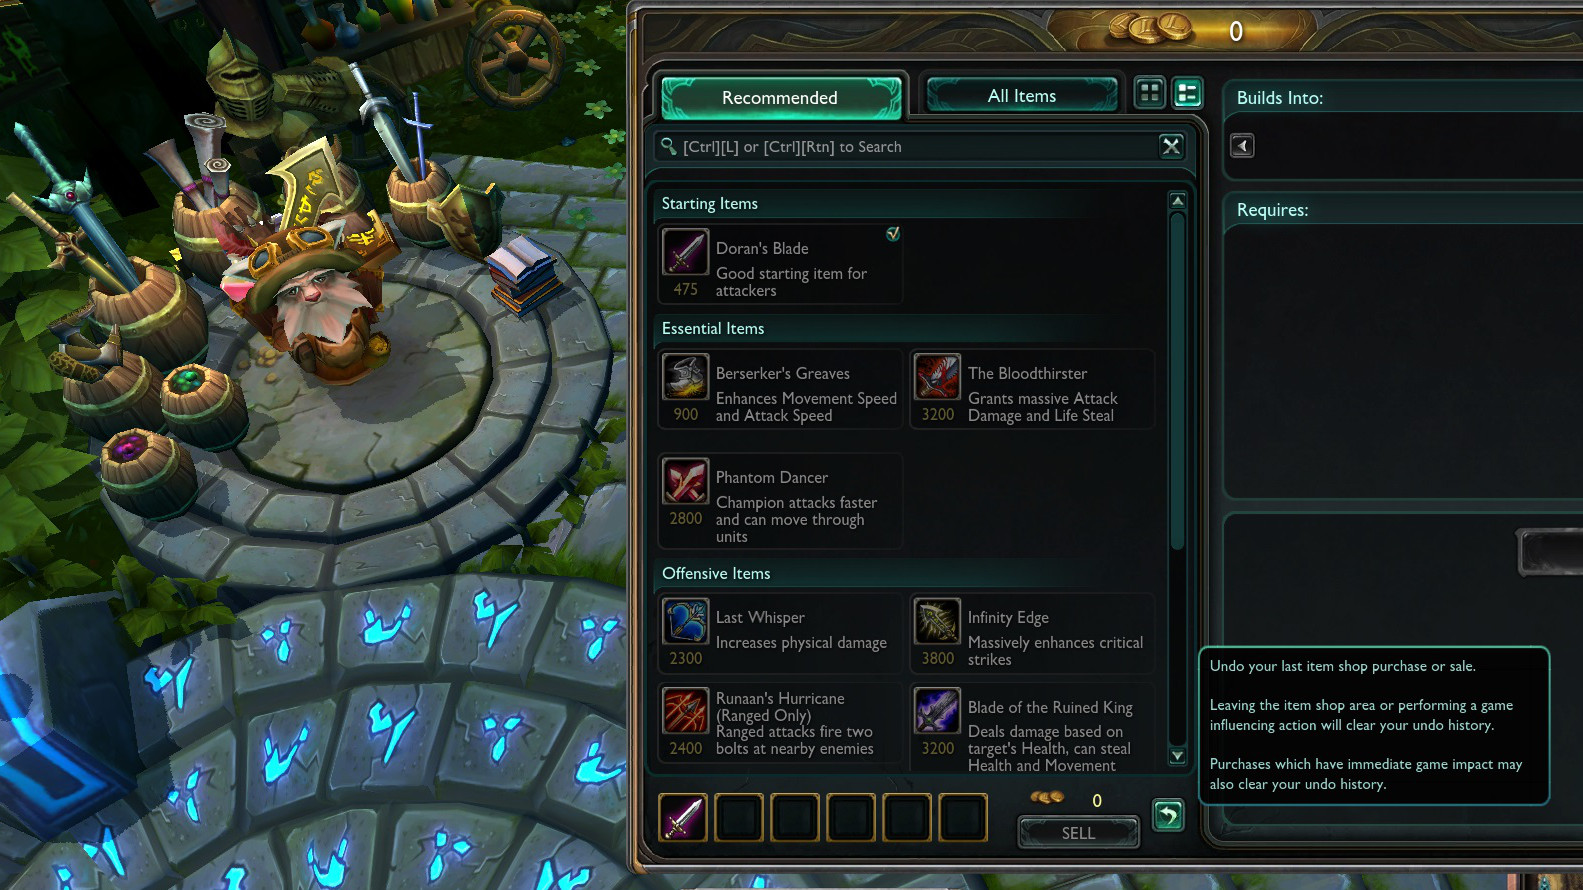 0
Recommended
All Items
[Ctrl][L] or [Ctrl][Rtn] to Search
Starting Items
Doran's Blade
Good starting item for
attackers
475
Essential Items
Berserker's Greaves
Enhances Movement Speed
and Attack Speed
900
The Bloodthirster
Grants massive Attack
Damage and Life Steal
3200
Phantom Dancer
Champion attacks faster
and can move through
units
2800
Offensive Items
Last Whisper
Increases physical damage
2300
Infinity Edge
Massively enhances critical
strikes
3800
Runaan's Hurricane
(Ranged Only)
Ranged attacks fire two
bolts at nearby enemies
2400
Blade of the Ruined King
Deals damage based on
target's Health, can steal
Health and Movement
3200
0
SELL
Builds Into:
Requires:
Undo your last item shop purchase or sale.
Leaving the item shop area or performing a game
influencing action will clear your undo history.
Purchases which have immediate game impact may
also clear your undo history.